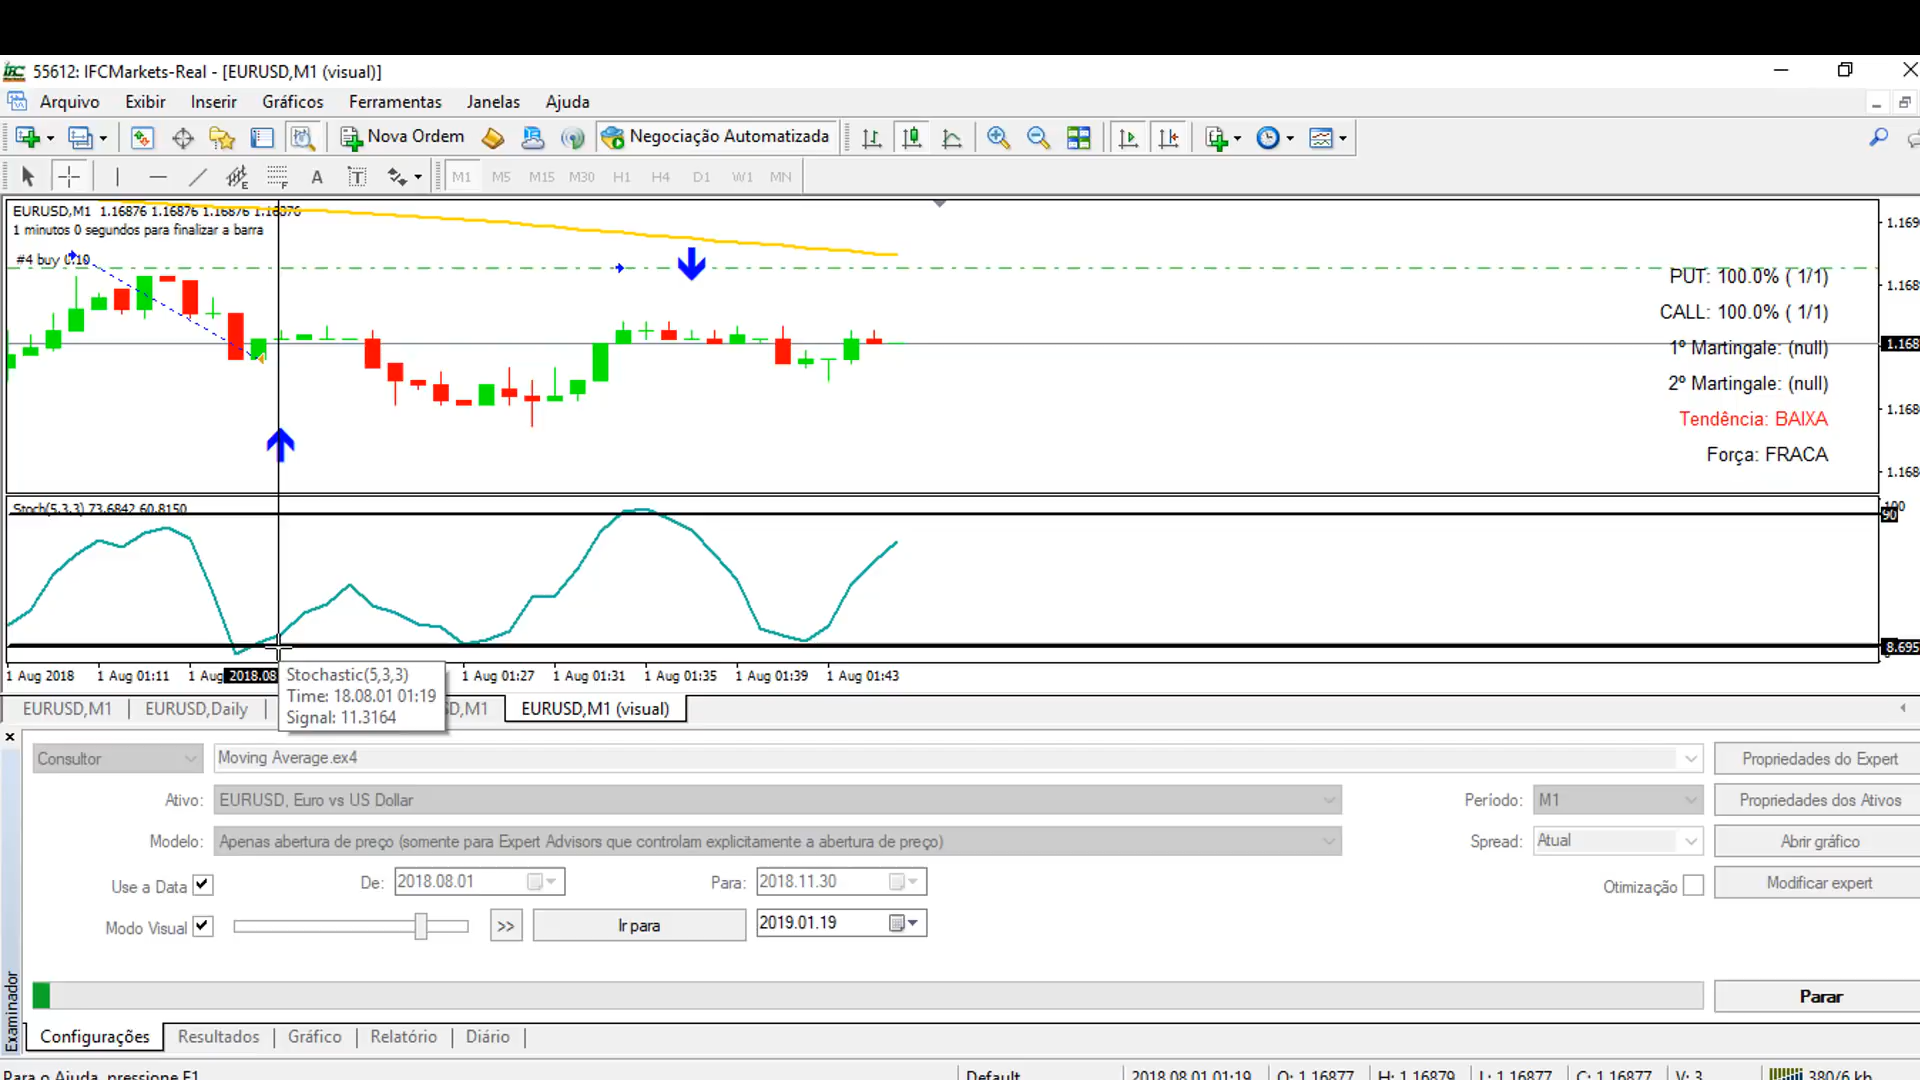 55612: IFCMarkets-Real - [EURUSD,M1 (visual)]
Arquivo Exibir Inserir Gráficos Ferramentas Janelas Ajuda
Nova Ordem Negociação Automatizada
A T E F M1 M5 M15 M30 H1 H4 D1 W1 MN
EURUSD,M1 1.16876 1.16876 1.16876 1.16876
1 minutos 0 segundos para finalizar a barra
#4 buy 0.10
PUT: 100.0% ( 1/1)
CALL: 100.0% ( 1/1)
1º Martingale: (null)
2º Martingale: (null)
Tendência: BAIXA
Força: FRACA
Stoch(5,3,3) 73.6842 60.8150
100
90
8.695
1 Aug 2018 1 Aug 01:11 1 Aug 2018.08 1 Aug 01:27 1 Aug 01:31 1 Aug 01:35 1 Aug 01:39 1 Aug 01:43
Stochastic(5,3,3)
Time: 18.08.01 01:19
Signal: 11.3164
EURUSD,M1 EURUSD,Daily D,M1 EURUSD,M1 (visual)
Consultor Moving Average.ex4 Propriedades do Expert
Ativo: EURUSD, Euro vs US Dollar Período: M1 Propriedades dos Ativos
Modelo: Apenas abertura de preço (somente para Expert Advisors que controlam explicitamente a abertura de preço) Spread: Atual Abrir gráfico
Use a Data De: 2018.08.01 Para: 2018.11.30 Otimização Modificar expert
Modo Visual >> Ir para 2019.01.19
Parar
Examinador
Configurações Resultados Gráfico Relatório Diário
Para o Ajuda, pressione F1 Default 2018.08.01 01:19 O: 1.16877 H: 1.16879 L: 1.16877 C: 1.16877 V: 3 380/6 kb